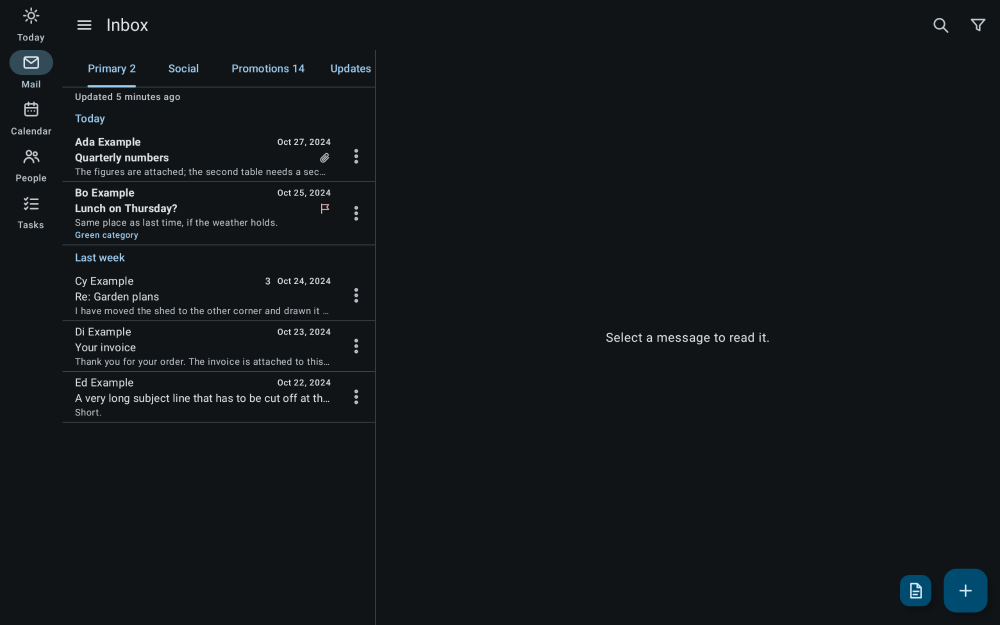 Today
Mail
Calendar
People
Tasks
Inbox
Primary 2 Social Promotions 14 Updates
Updated 5 minutes ago
Today
Ada Example Oct 27, 2024
Quarterly numbers
The figures are attached; the second table needs a sec…
Bo Example Oct 25, 2024
Lunch on Thursday?
Same place as last time, if the weather holds.
Green category
Last week
Cy Example 3 Oct 24, 2024
Re: Garden plans
I have moved the shed to the other corner and drawn it …
Di Example Oct 23, 2024
Your invoice
Thank you for your order. The invoice is attached to this…
Ed Example Oct 22, 2024
A very long subject line that has to be cut off at th…
Short.
Select a message to read it.